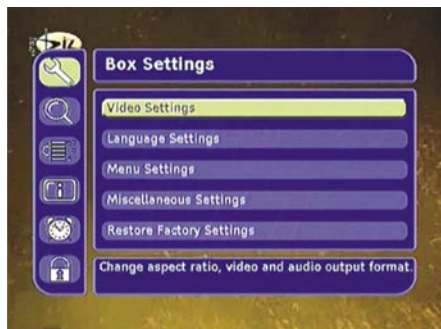 Box Settings
Video Settings
Language Settings
Menu Settings
Miscellaneous Settings
Restore Factory Settings
Change aspect ratio, video and audio output format.